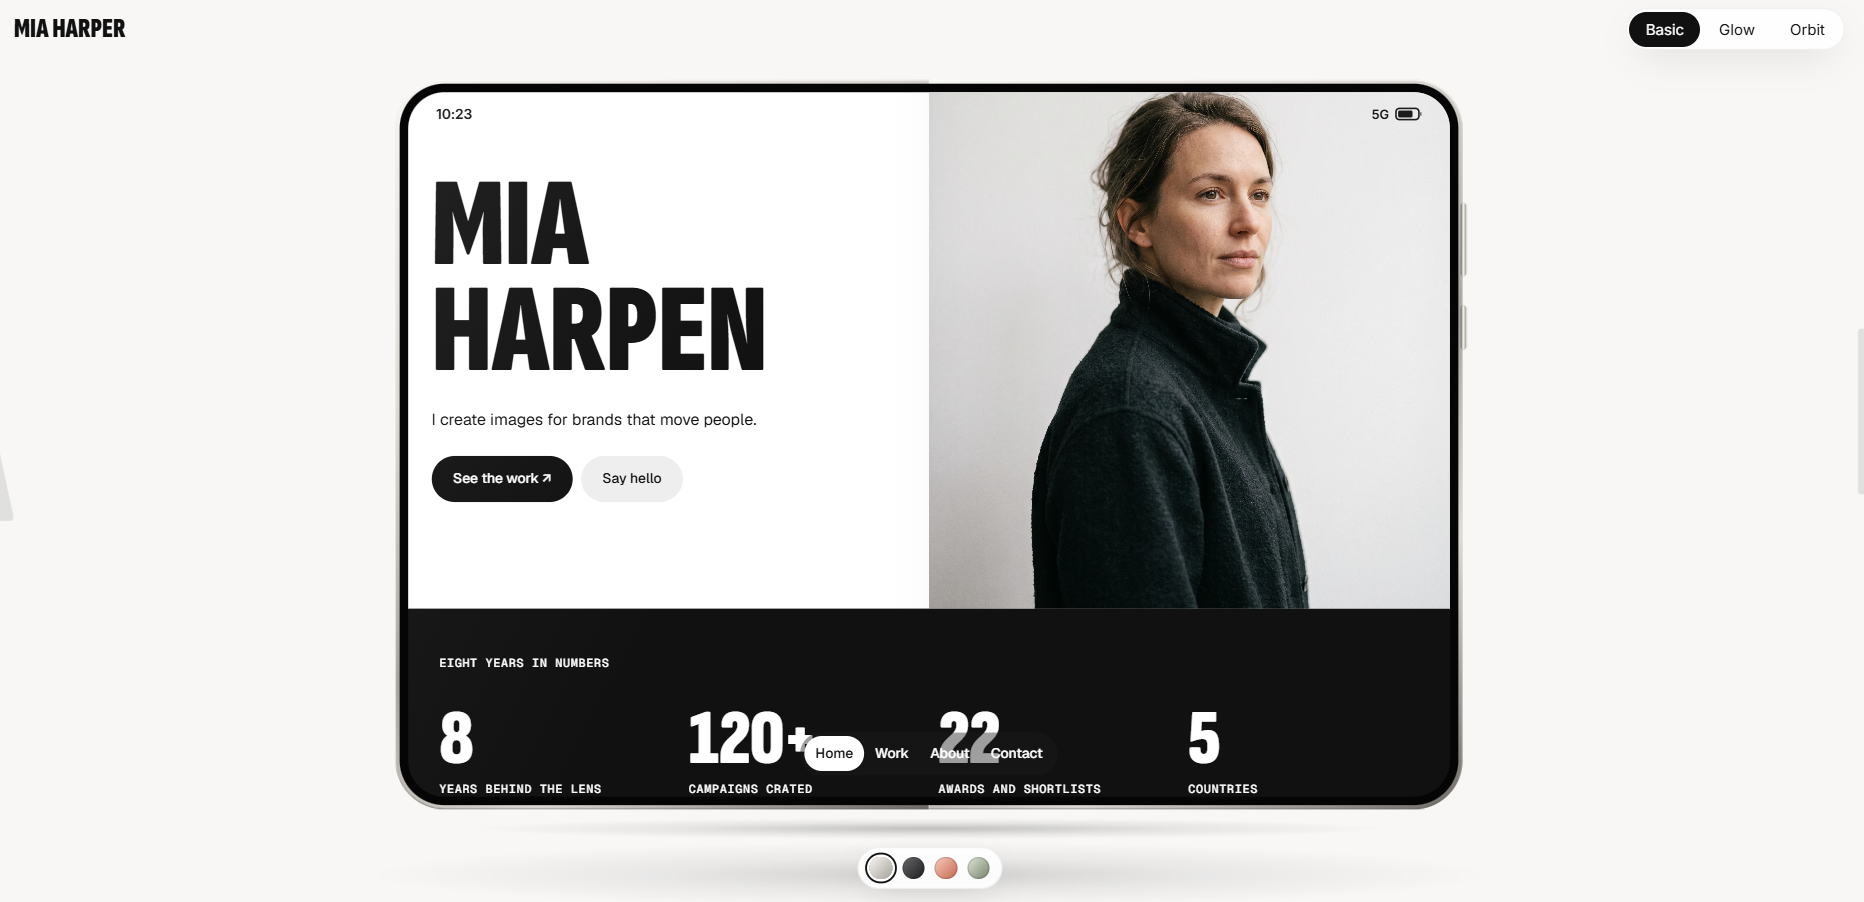 MIA HARPER
Basic Glow Orbit
10:23
5G
MIA
HARPEN
I create images for brands that move people.
See the work ↗ Say hello
EIGHT YEARS IN NUMBERS
8 120+ 22 5
Home Work About Contact
YEARS BEHIND THE LENS CAMPAIGNS CRATED AWARDS AND SHORTLISTS COUNTRIES